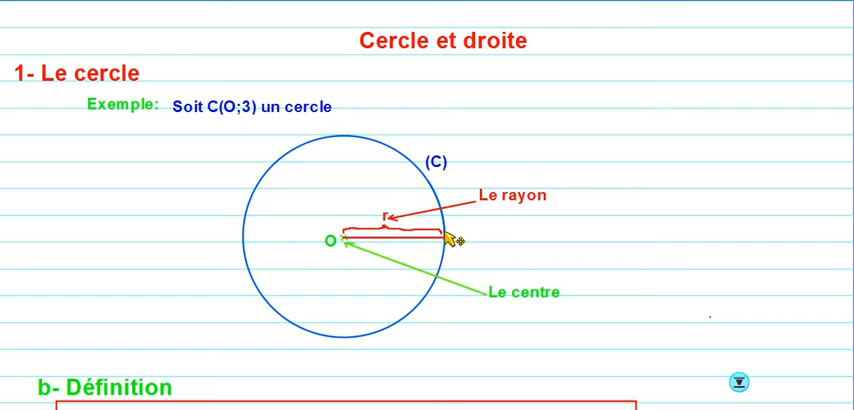 Cercle et droite
1- Le cercle
Exemple: Soit C(O;3) un cercle
(C)
Le rayon
r
O
Le centre
b- Définition